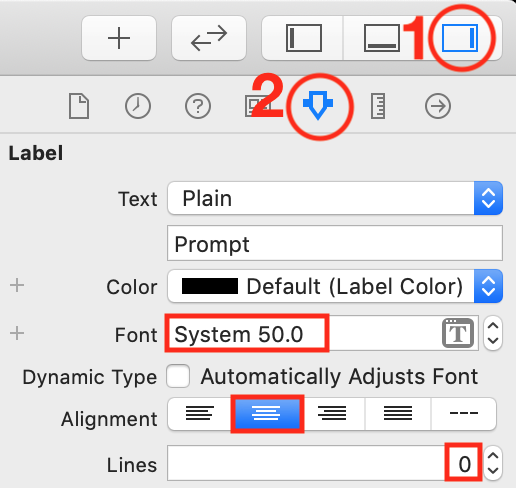 1
2
Label
Text Plain
Prompt
Color Default (Label Color)
Font System 50.0 T
Dynamic Type Automatically Adjusts Font
Alignment
Lines 0